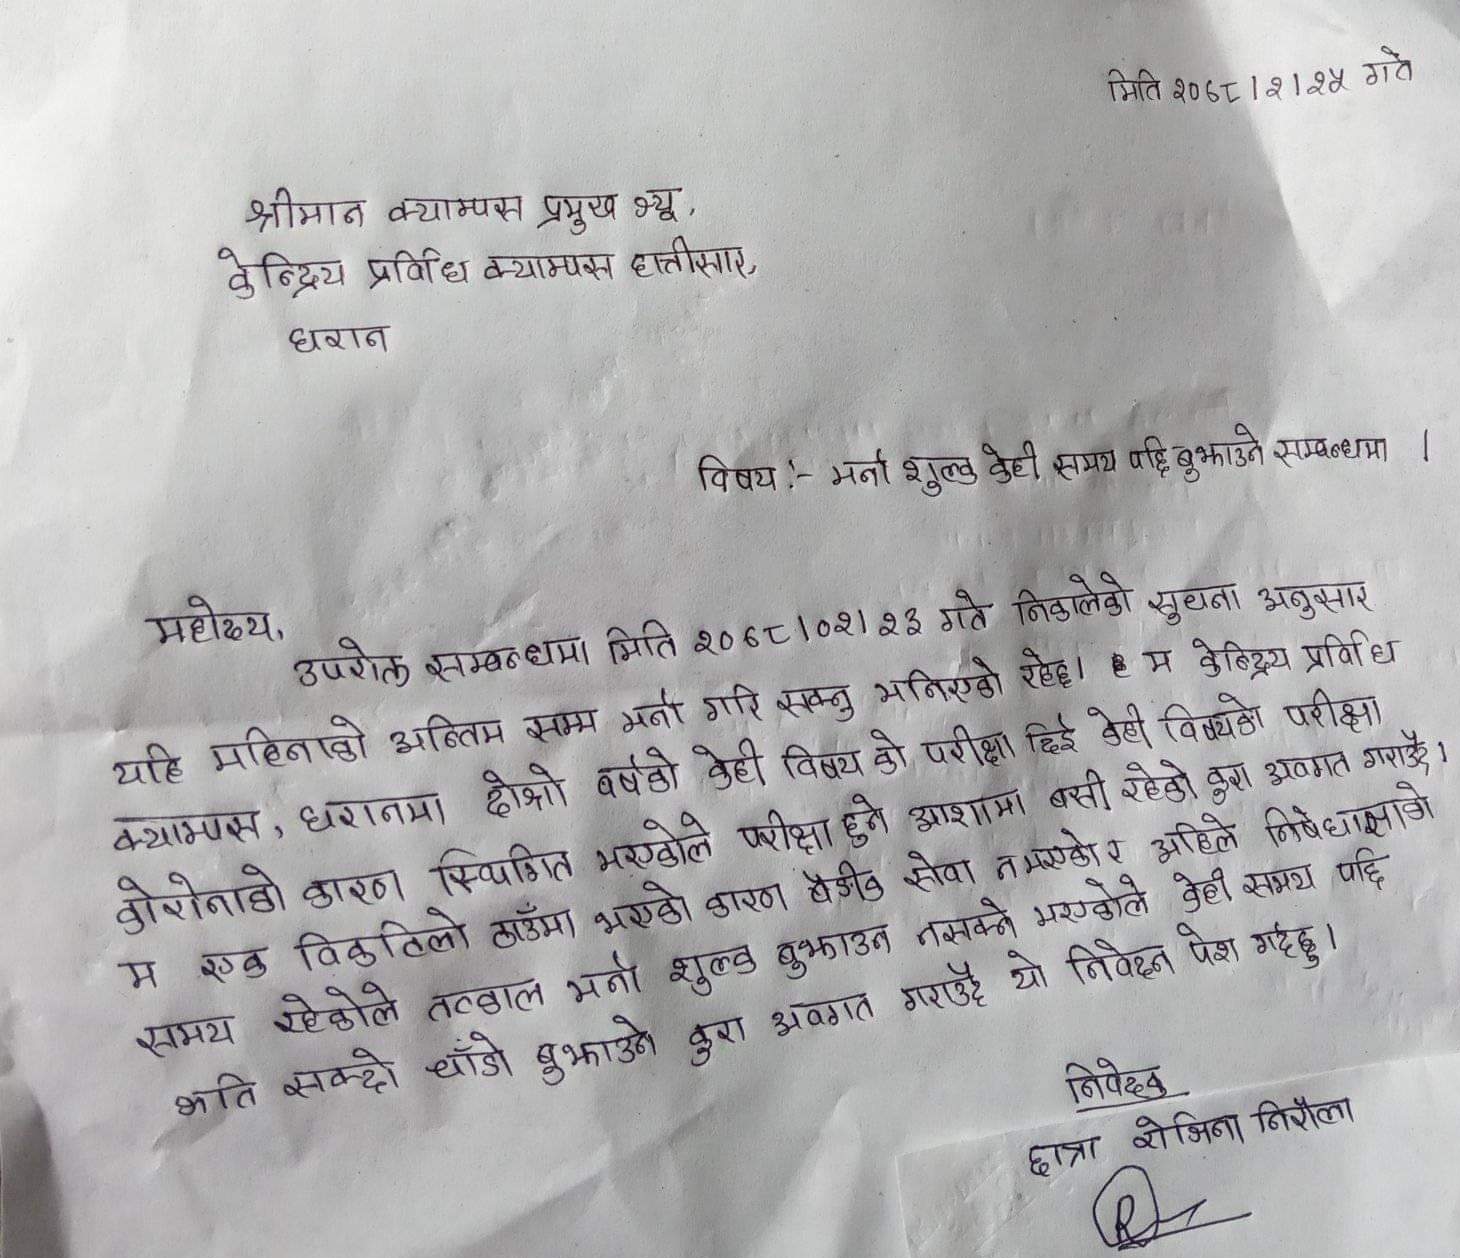 मिति २०७८।२।२५ गते
श्रीमान क्याम्पस प्रमुख ज्यू,
केन्द्रिय प्रविधि क्याम्पस हात्तीसार,
धरान
विषय :- भर्ना शुल्क केही समय पछि बुझाउने सम्बन्धमा ।
महोदय,
उपरोक्त सम्बन्धमा मिति २०७८।०२।२३ गते निकालेको सुचना अनुसार
यहि महिनाको अन्तिम सम्म भर्ना गरि सक्नु भनिएको रहेछ। म केन्द्रिय प्रविधि
क्याम्पस, धरानमा दोश्रो वर्षको केही विषय को परीक्षा दिई केही विषयको परीक्षा
कोरोनाको कारण स्थिगित भएकोले परीक्षा हुने आशामा बसी रहेको कुरा अवगत गराउँदै।
म एक विकटिलो ठाउँमा भएको कारण बैंकीक सेवा नभएको र अहिले निषेधाज्ञाको
समय रहेकोले तत्काल भर्ना शुल्क बुझाउन नसक्ने भएकोले केही समय पछि
जति सक्दो चाँडो बुझाउने कुरा अवगत गराउँदै यो निवेदन पेश गर्दछु।
निवेदक
छात्रा रोजिना निरौला